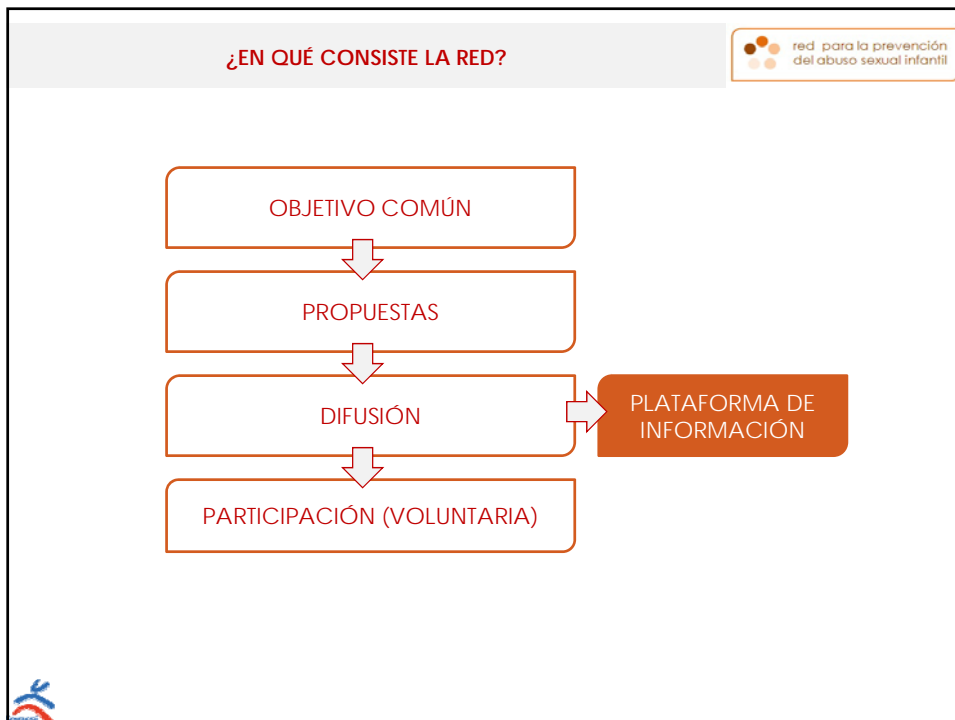 ¿EN QUÉ CONSISTE LA RED?
red para la prevención
del abuso sexual infantil
OBJETIVO COMÚN
PROPUESTAS
DIFUSIÓN
PLATAFORMA DE
INFORMACIÓN
PARTICIPACIÓN (VOLUNTARIA)